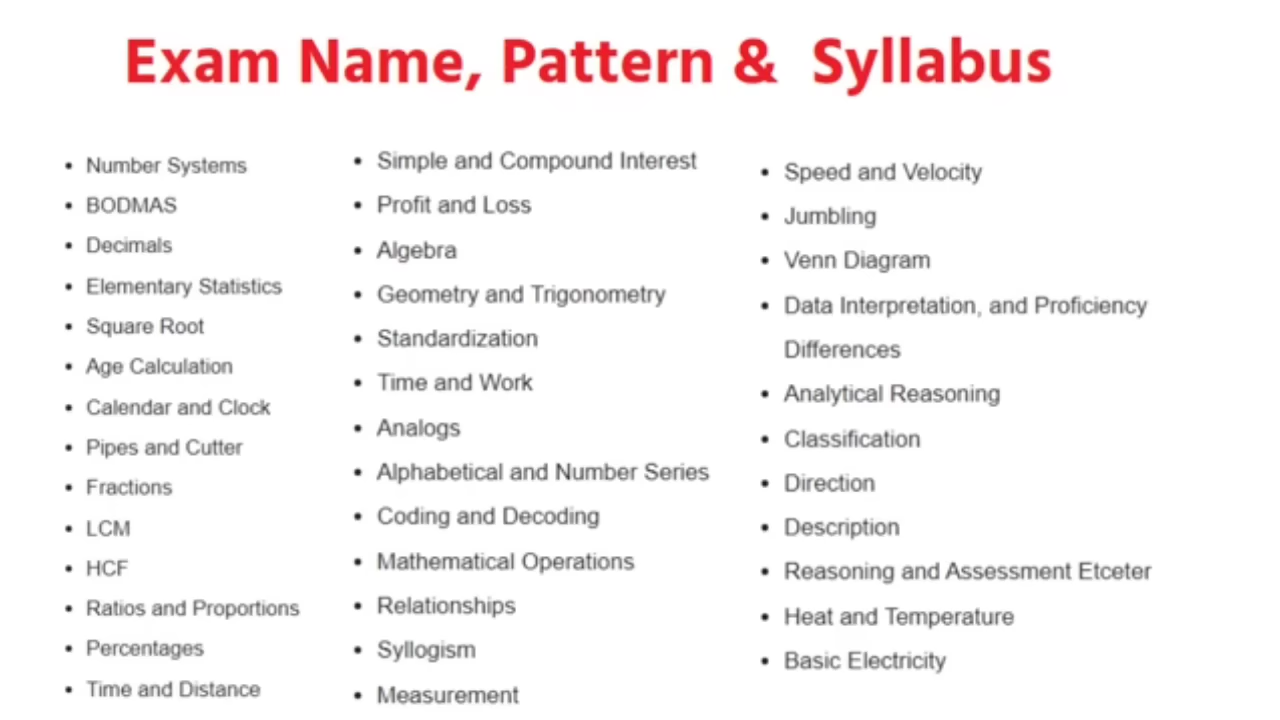 Exam Name, Pattern & Syllabus
• Number Systems
• BODMAS
• Decimals
• Elementary Statistics
• Square Root
• Age Calculation
• Calendar and Clock
• Pipes and Cutter
• Fractions
• LCM
• HCF
• Ratios and Proportions
• Percentages
• Time and Distance
• Simple and Compound Interest
• Profit and Loss
• Algebra
• Geometry and Trigonometry
• Standardization
• Time and Work
• Analogs
• Alphabetical and Number Series
• Coding and Decoding
• Mathematical Operations
• Relationships
• Syllogism
• Measurement
• Speed and Velocity
• Jumbling
• Venn Diagram
• Data Interpretation, and Proficiency
Differences
• Analytical Reasoning
• Classification
• Direction
• Description
• Reasoning and Assessment Etceter
• Heat and Temperature
• Basic Electricity